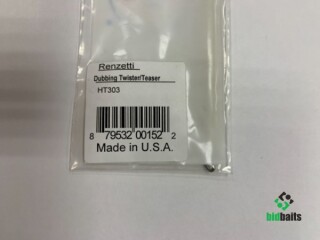 Renzetti
Dubbing Twister/Teaser
HT303
8 79532 00152 2
Made in U.S.A.
bidbaits